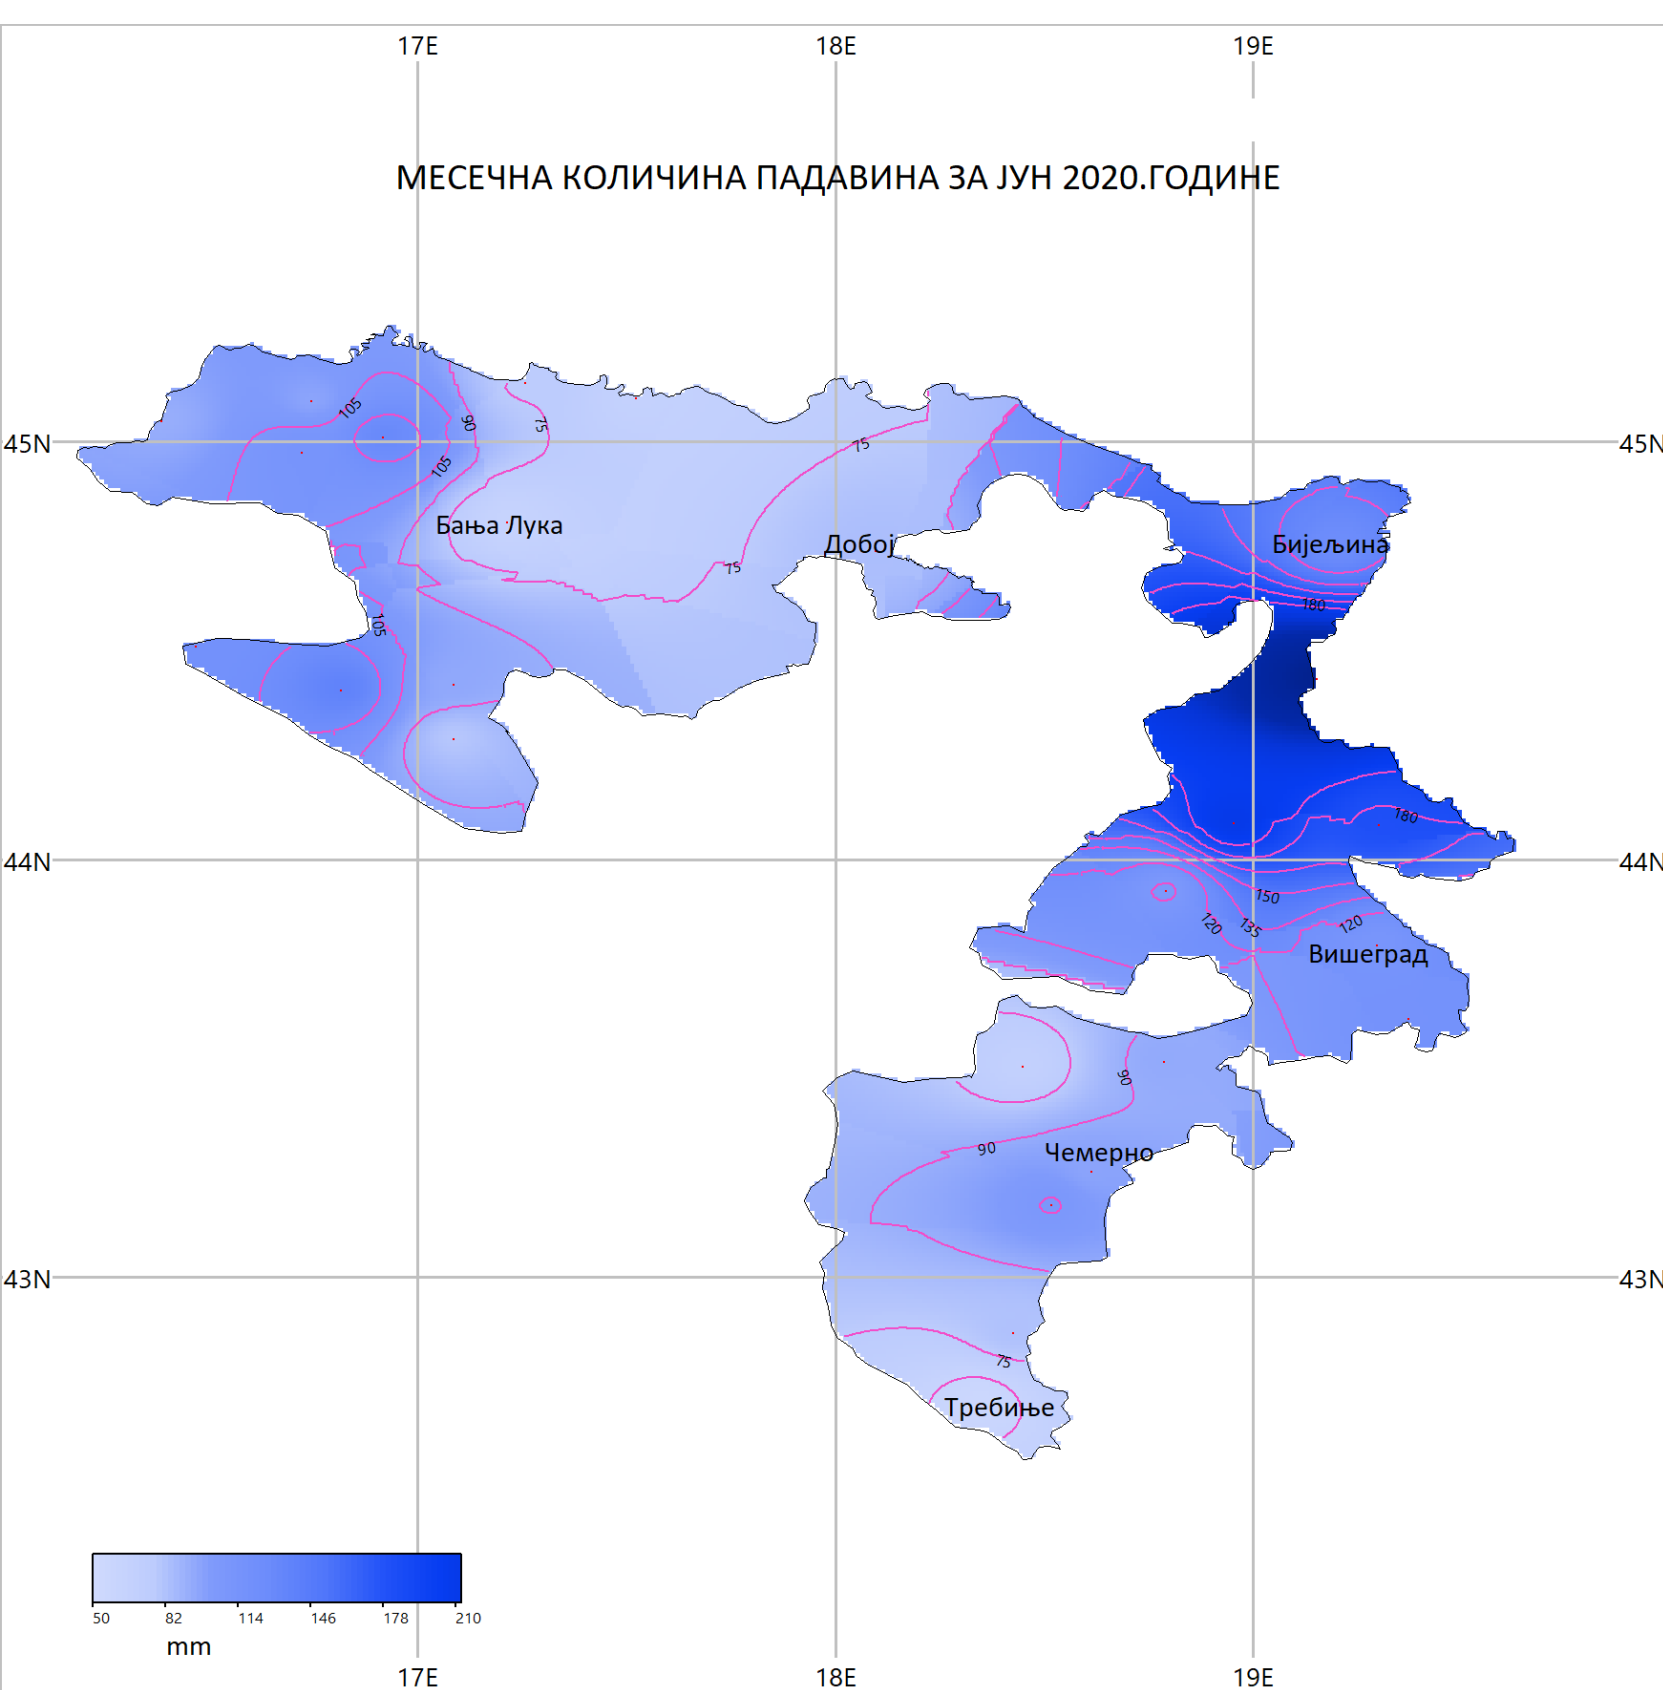 17E 18E 19E
МЕСЕЧНА КОЛИЧИНА ПАДАВИНА ЗА ЈУН 2020.ГОДИНЕ
105
90
75
45N
75
45N
105
Бања Лука
Добој
Бијељина
75
180
105
180
44N
44N
150
120
135
120
Вишеград
90
90
Чемерно
43N
43N
75
Требиње
50 82 114 146 178 210
mm
17E 18E 19E